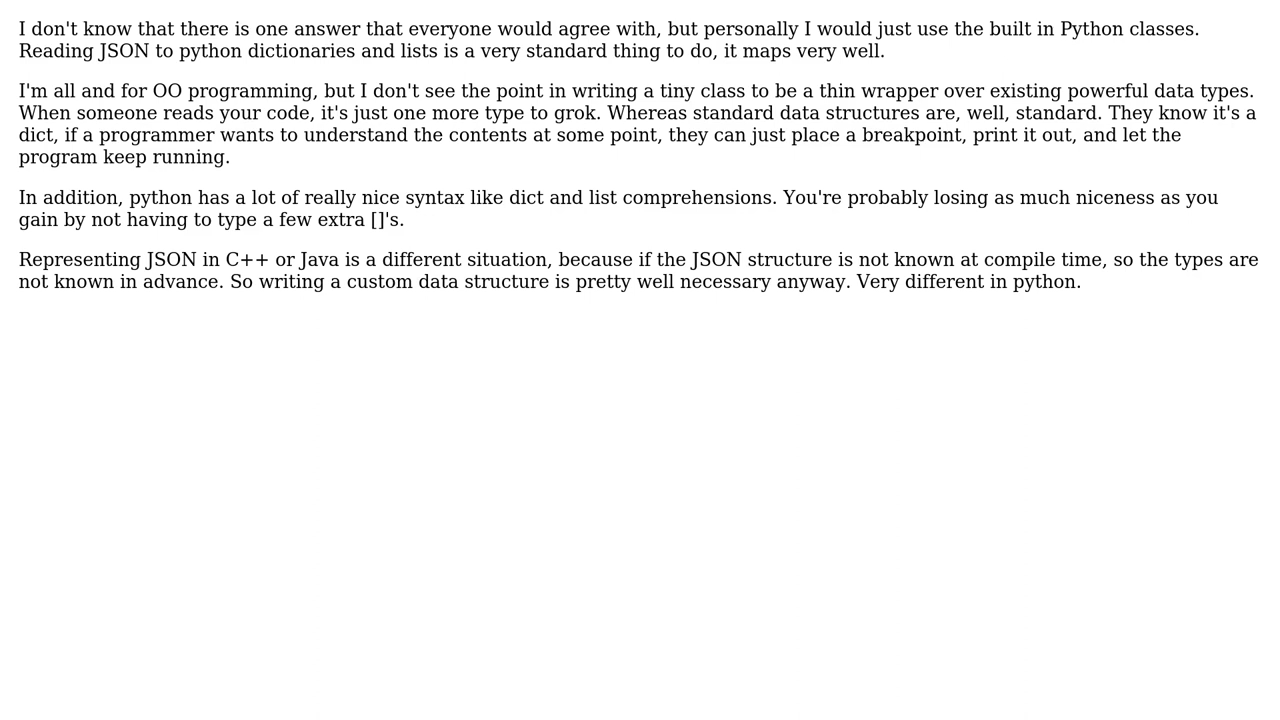 I don't know that there is one answer that everyone would agree with, but personally I would just use the built in Python classes.
Reading JSON to python dictionaries and lists is a very standard thing to do, it maps very well.
I'm all and for OO programming, but I don't see the point in writing a tiny class to be a thin wrapper over existing powerful data types.
When someone reads your code, it's just one more type to grok. Whereas standard data structures are, well, standard. They know it's a
dict, if a programmer wants to understand the contents at some point, they can just place a breakpoint, print it out, and let the
program keep running.
In addition, python has a lot of really nice syntax like dict and list comprehensions. You're probably losing as much niceness as you
gain by not having to type a few extra []'s.
Representing JSON in C++ or Java is a different situation, because if the JSON structure is not known at compile time, so the types are
not known in advance. So writing a custom data structure is pretty well necessary anyway. Very different in python.